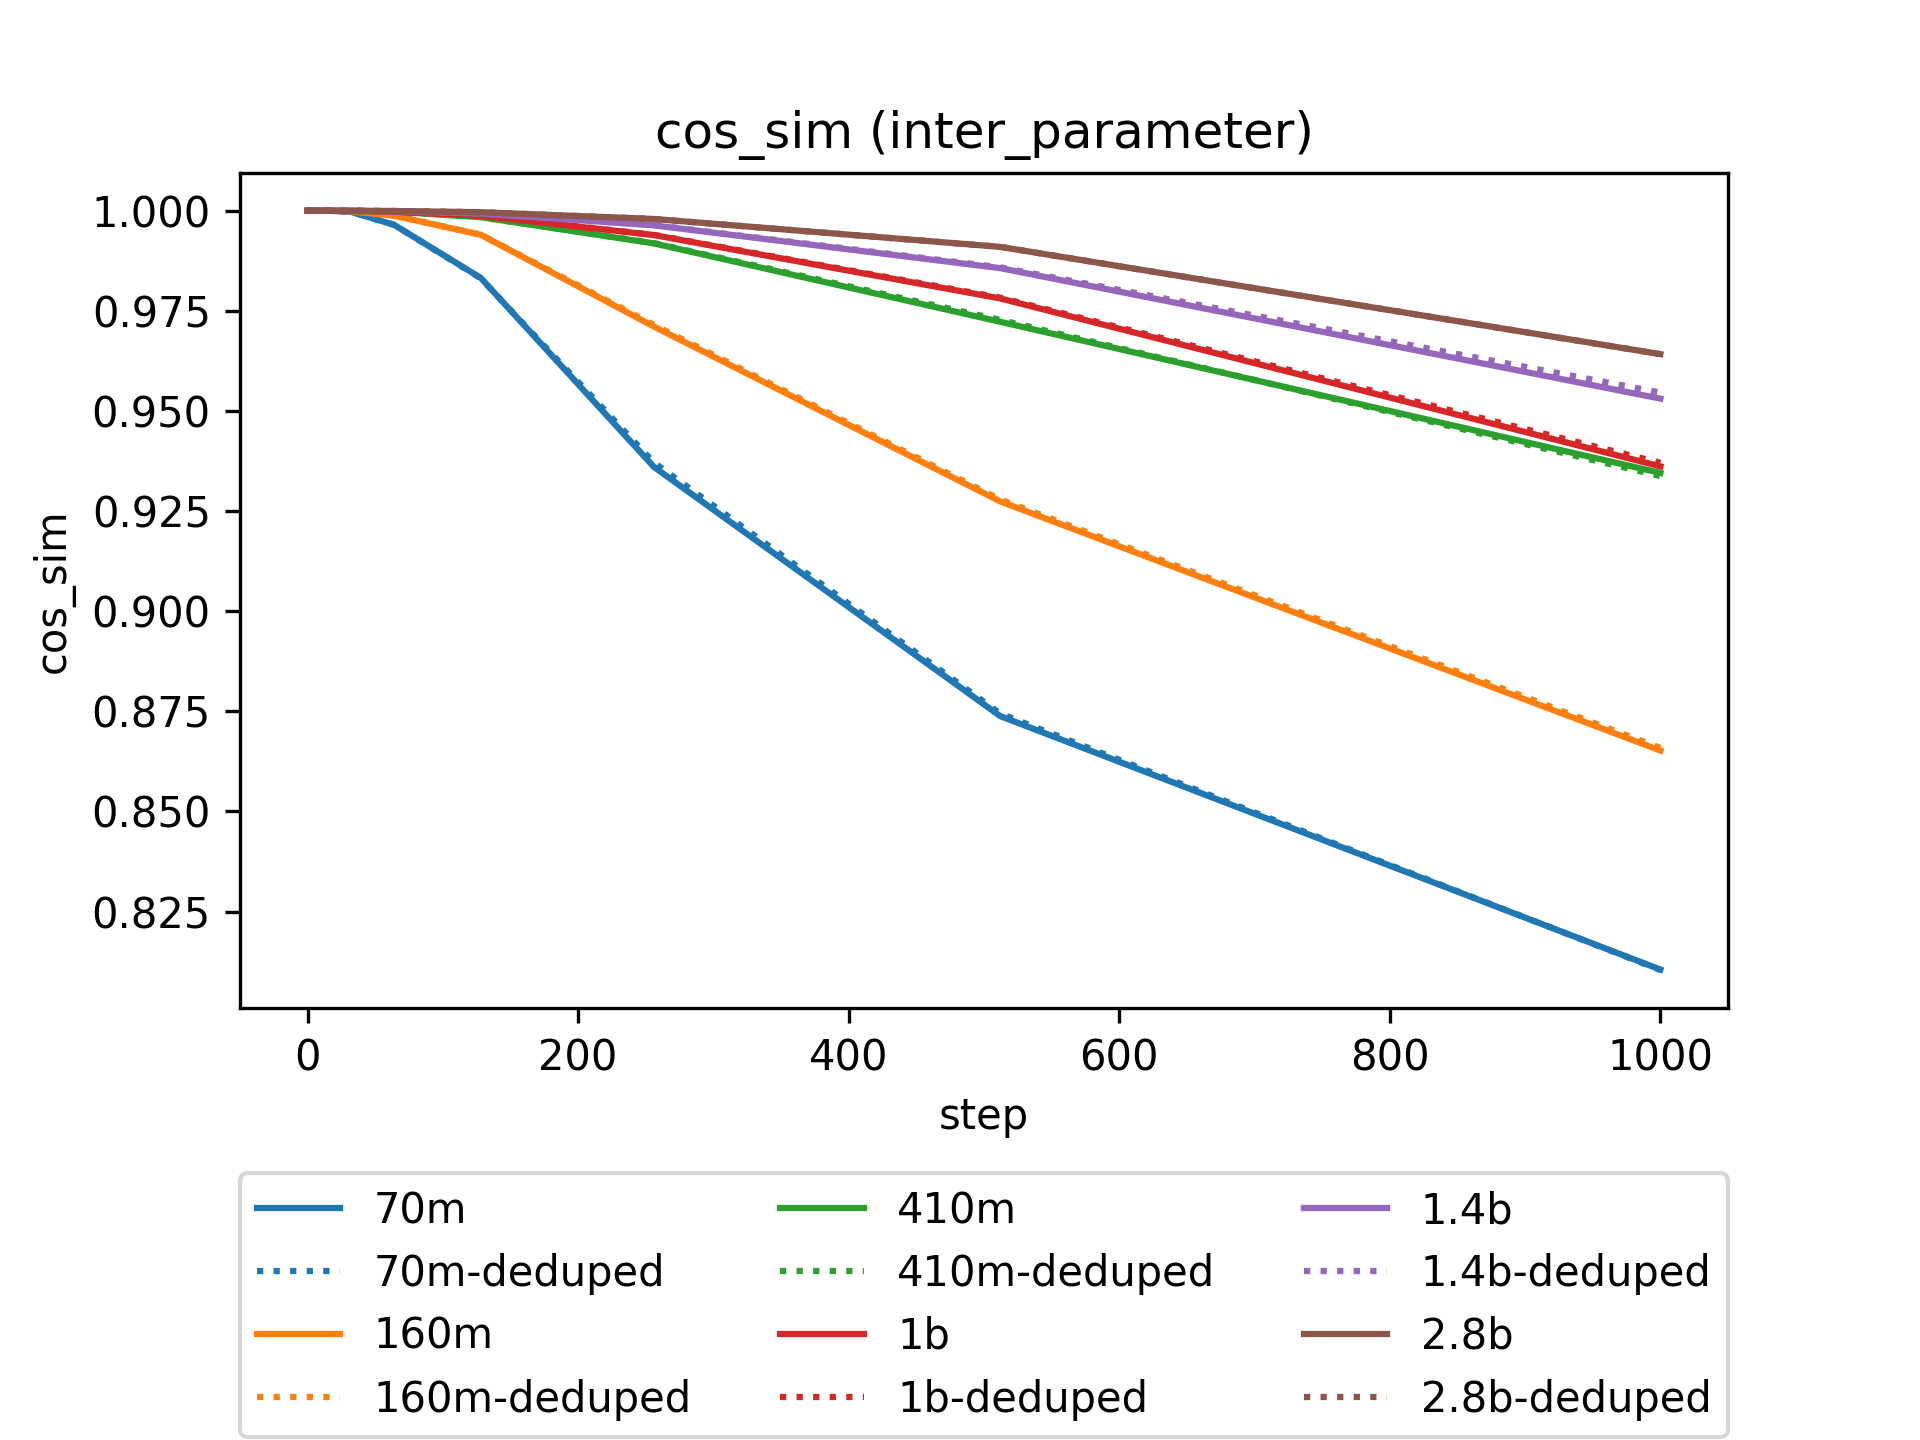 cos_sim (inter_parameter)
cos_sim
1.000
0.975
0.950
0.925
0.900
0.875
0.850
0.825
0 200 400 600 800 1000
step
70m
70m-deduped
160m
160m-deduped
410m
410m-deduped
1b
1b-deduped
1.4b
1.4b-deduped
2.8b
2.8b-deduped